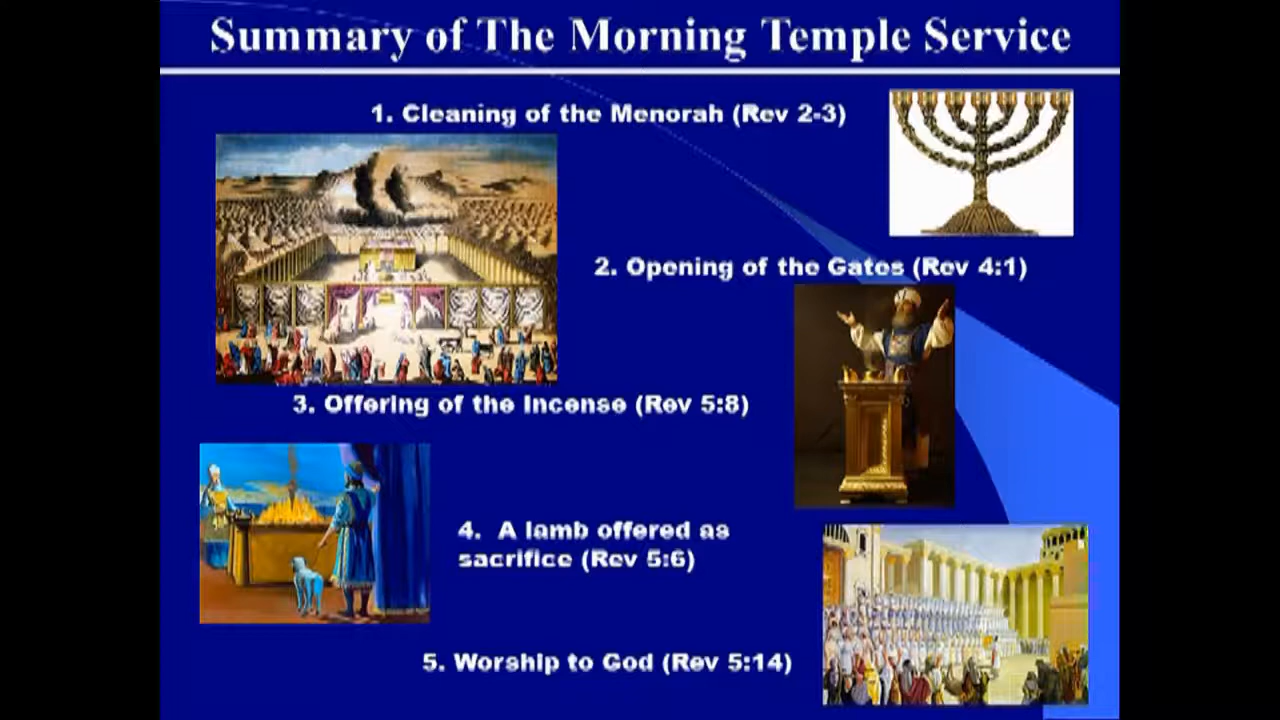 Summary of The Morning Temple Service
1. Cleaning of the Menorah (Rev 2-3)
2. Opening of the Gates (Rev 4:1)
3. Offering of the Incense (Rev 5:8)
4. A lamb offered as
sacrifice (Rev 5:6)
5. Worship to God (Rev 5:14)